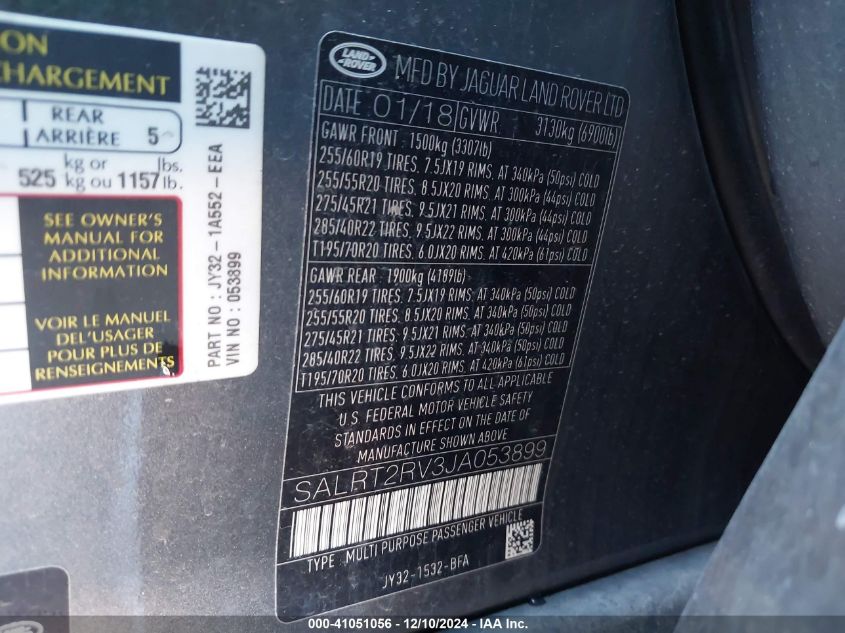 ON
CHARGEMENT
REAR
ARRIÈRE 5
kg or lbs.
525 kg ou 1157 lb.
SEE OWNER'S
MANUAL FOR
ADDITIONAL
INFORMATION
VOIR LE MANUEL
DEL'USAGER
POUR PLUS DE
RENSEIGNEMENTS
PART NO : JY32 - 1A552 - EEA
VIN NO : 053899
LAND ROVER
MFD BY JAGUAR LAND ROVER LTD
DATE 01/18 GVWR 3130kg (6900lb)
GAWR FRONT : 1500kg (3307lb)
255/60R19 TIRES, 7.5JX19 RIMS, AT 340kPa (50psi) COLD
255/55R20 TIRES, 8.5JX20 RIMS, AT 300kPa (44psi) COLD
275/45R21 TIRES, 9.5JX21 RIMS, AT 300kPa (44psi) COLD
285/40R22 TIRES, 9.5JX22 RIMS, AT 300kPa (44psi) COLD
T195/70R20 TIRES, 6.0JX20 RIMS, AT 420kPa (61psi) COLD
GAWR REAR : 1900kg (4189lb)
255/60R19 TIRES, 7.5JX19 RIMS, AT 340kPa (50psi) COLD
255/55R20 TIRES, 8.5JX20 RIMS, AT 340kPa (50psi) COLD
275/45R21 TIRES, 9.5JX21 RIMS, AT 340kPa (50psi) COLD
285/40R22 TIRES, 9.5JX22 RIMS, AT 340kPa (50psi) COLD
T195/70R20 TIRES, 6.0JX20 RIMS, AT 420kPa (61psi) COLD
THIS VEHICLE CONFORMS TO ALL APPLICABLE
U.S. FEDERAL MOTOR VEHICLE SAFETY
STANDARDS IN EFFECT ON THE DATE OF
MANUFACTURE SHOWN ABOVE
SALRT2RV3JA053899
TYPE : MULTI PURPOSE PASSENGER VEHICLE
JY32-1532-BFA
000-41051056 - 12/10/2024 - IAA Inc.